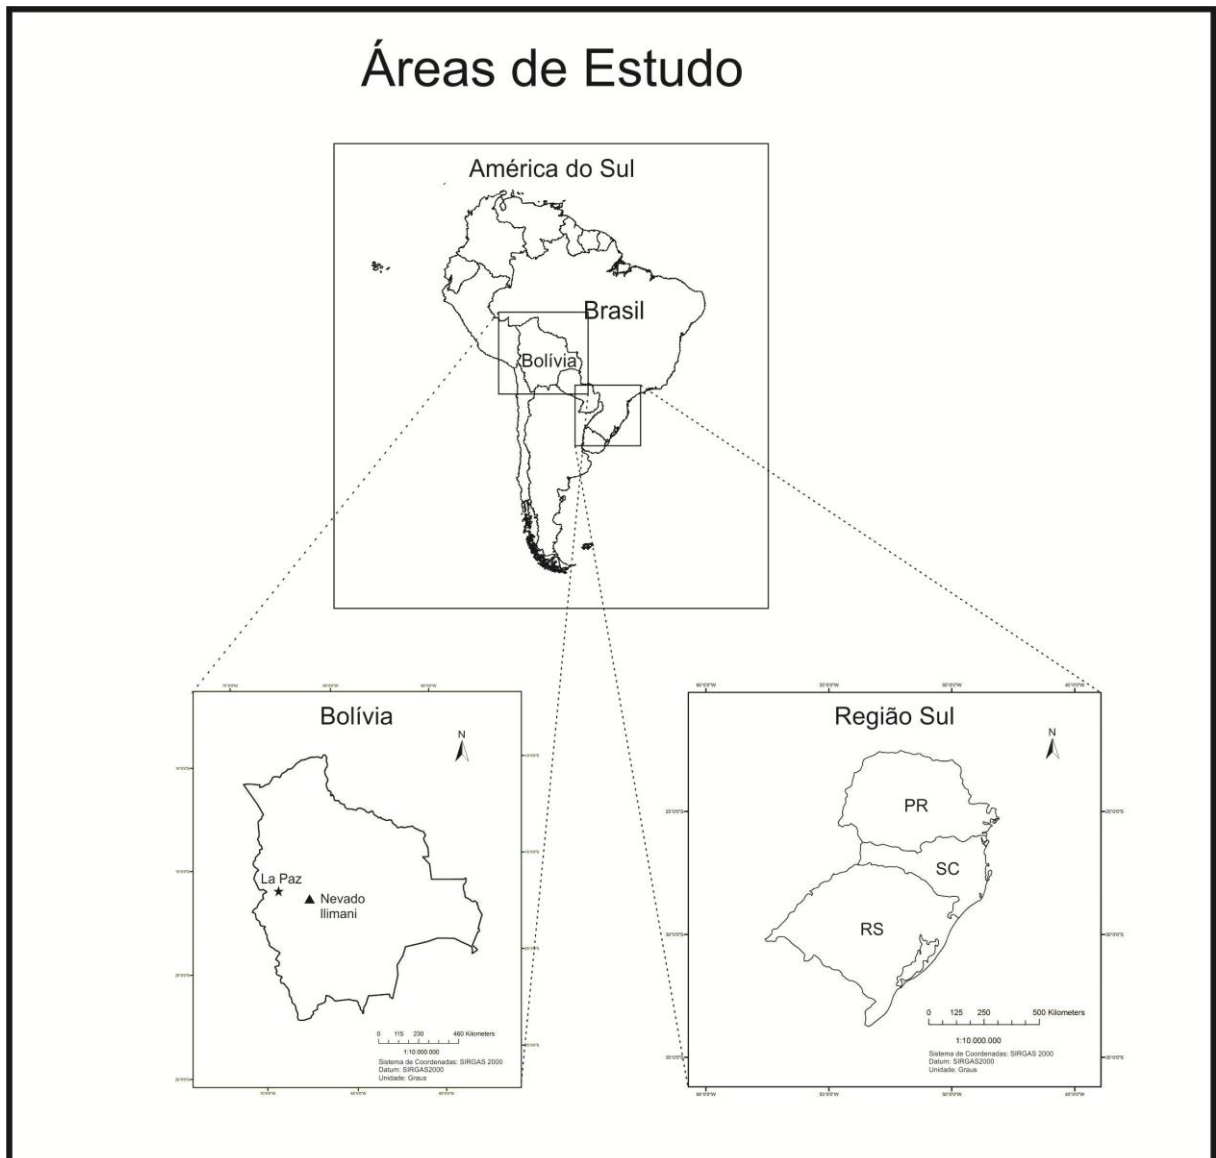 Áreas de Estudo
América do Sul
Brasil
Bolívia
Bolívia
N
La Paz
Nevado
Ilimani
0 115 230 460 Kilometers
1:10.000.000
Sistema de Coordenadas: SIRGAS 2000
Datum: SIRGAS2000
Unidade: Graus
Região Sul
N
PR
SC
RS
0 125 250 500 Kilometers
1:10.000.000
Sistema de Coordenadas: SIRGAS 2000
Datum: SIRGAS2000
Unidade: Graus